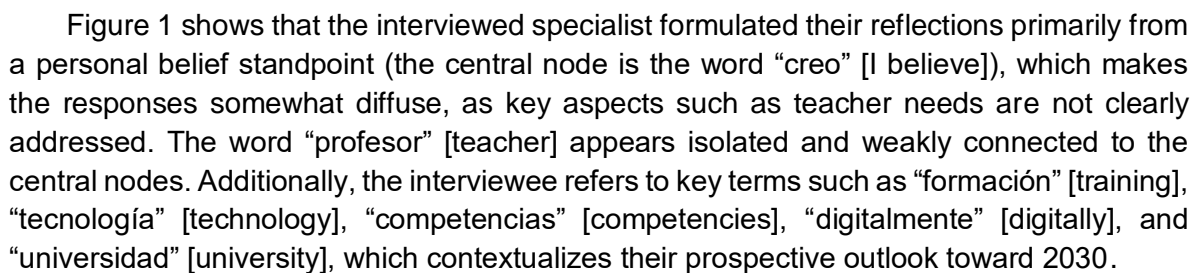 Figure 1 shows that the interviewed specialist formulated their reflections primarily from
a personal belief standpoint (the central node is the word “creo” [I believe]), which makes
the responses somewhat diffuse, as key aspects such as teacher needs are not clearly
addressed. The word “profesor” [teacher] appears isolated and weakly connected to the
central nodes. Additionally, the interviewee refers to key terms such as “formación” [training],
“tecnología” [technology], “competencias” [competencies], “digitalmente” [digitally], and
“universidad” [university], which contextualizes their prospective outlook toward 2030.